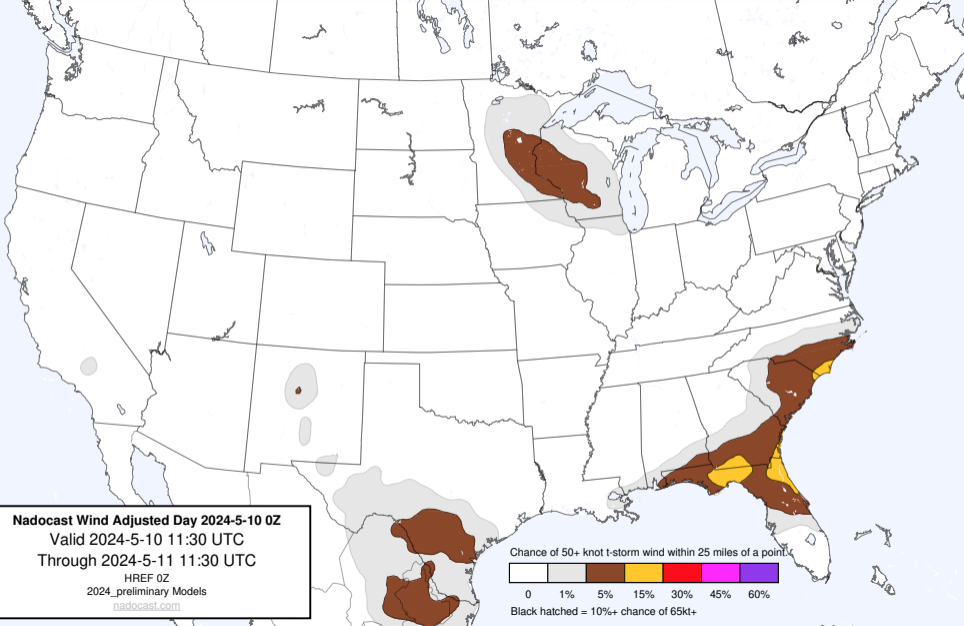 Nadocast Wind Adjusted Day 2024-5-10 0Z
Valid 2024-5-10 11:30 UTC
Through 2024-5-11 11:30 UTC
HREF 0Z
2024_preliminary Models
nadocast.com
Chance of 50+ knot t-storm wind within 25 miles of a point.
0 1% 5% 15% 30% 45% 60%
Black hatched = 10%+ chance of 65kt+